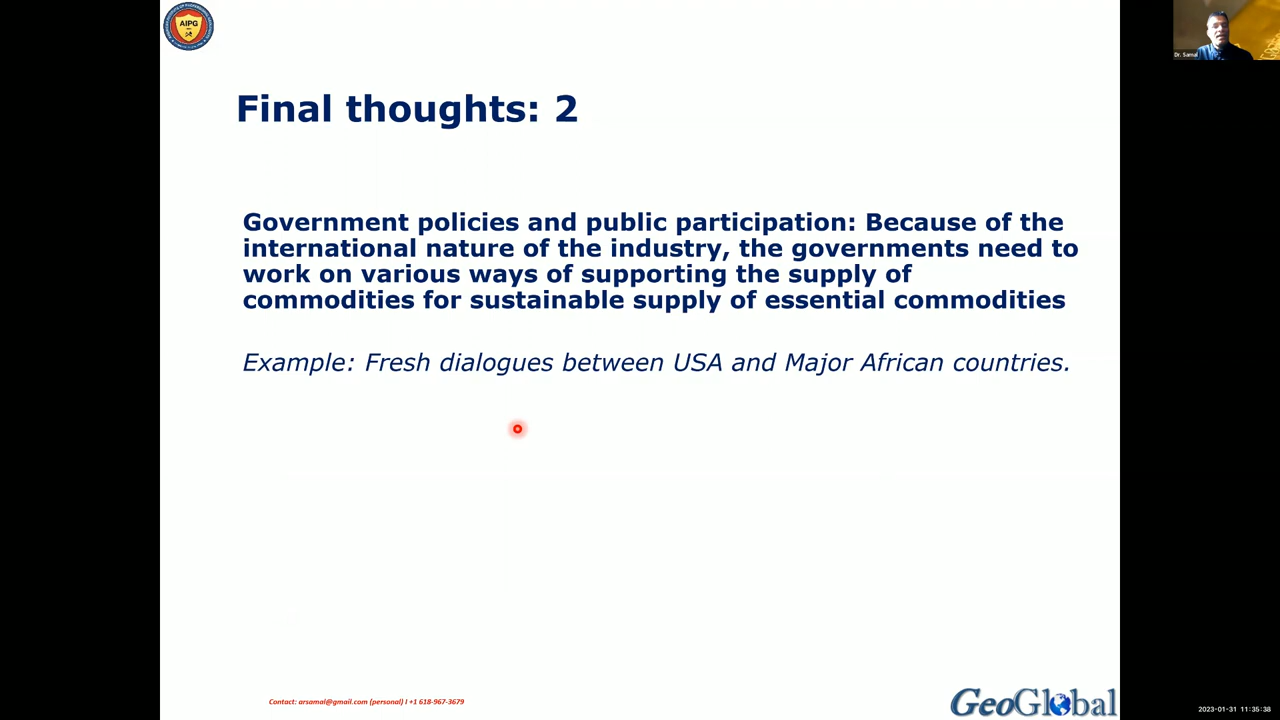 AIPG
Dr. Samal
Final thoughts: 2
Government policies and public participation: Because of the
international nature of the industry, the governments need to
work on various ways of supporting the supply of
commodities for sustainable supply of essential commodities
Example: Fresh dialogues between USA and Major African countries.
Contact: arsamal@gmail.com (personal) I +1 618-967-3679
GeoGlobal
2023-01-31 11:35:38